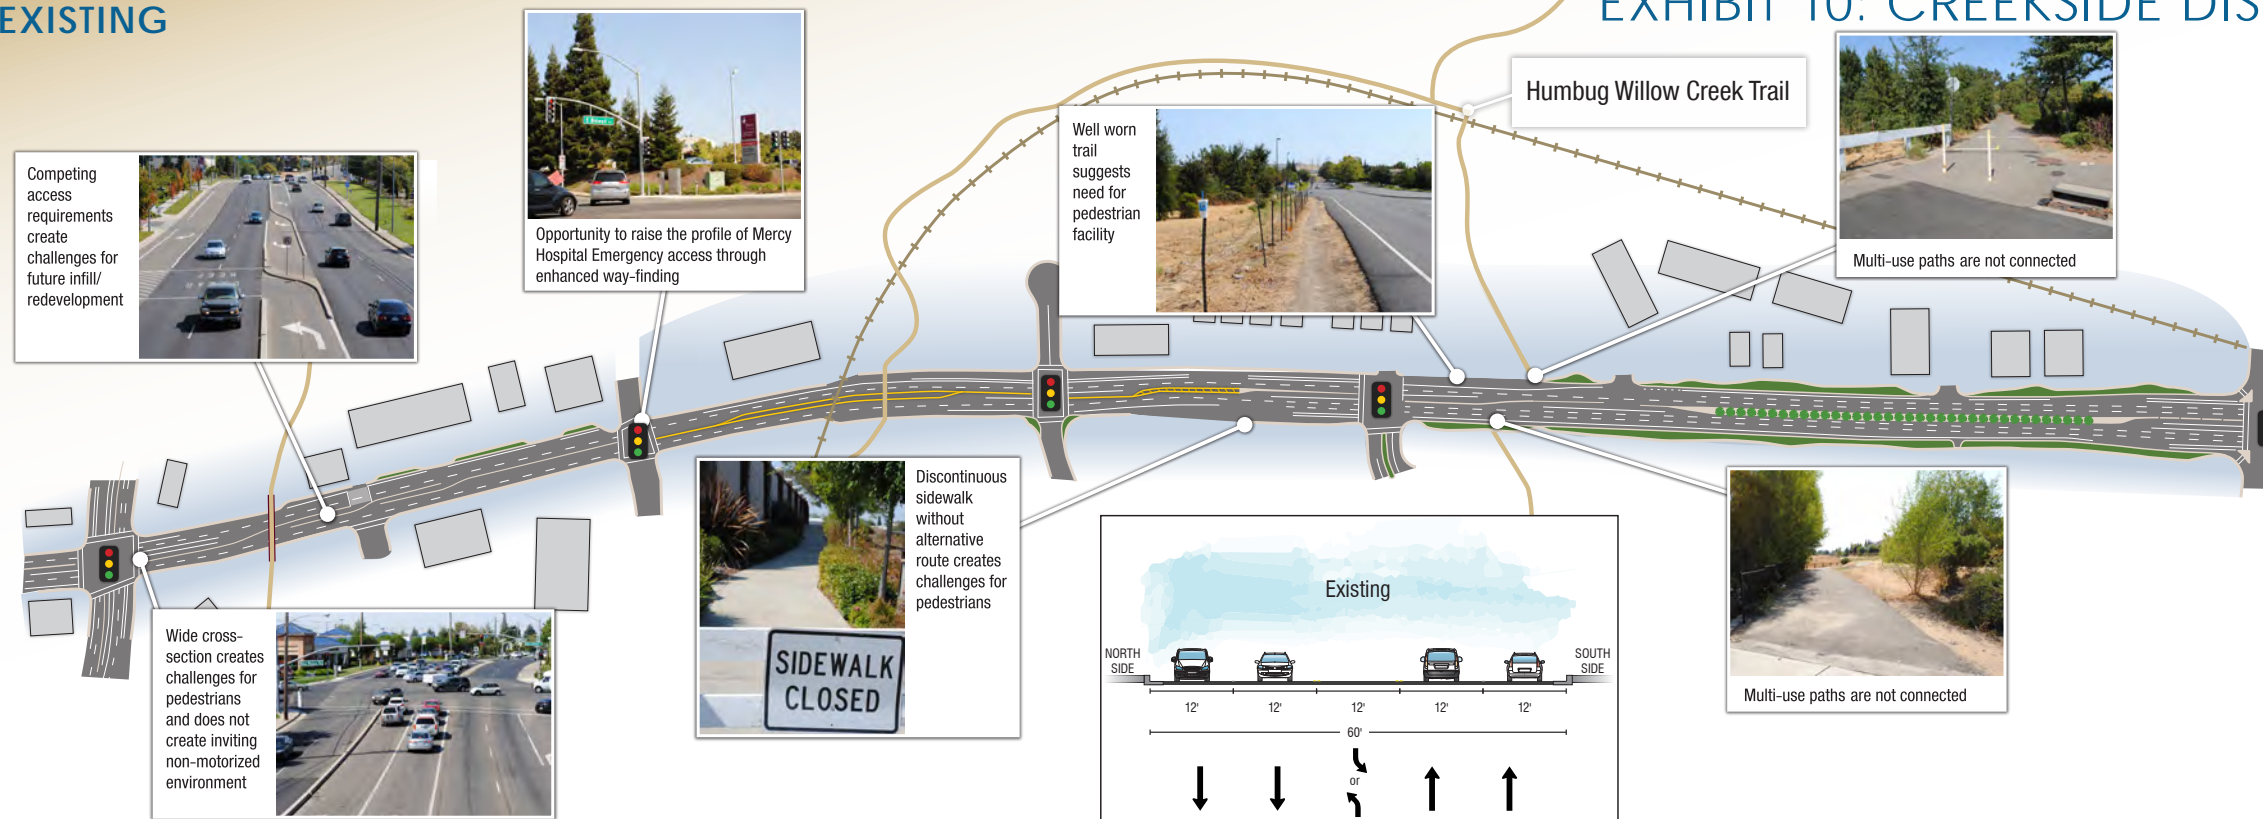 EXISTING
EXHIBIT 10: CREEKSIDE DIS
Competing
access
requirements
create
challenges for
future infill/
redevelopment
Opportunity to raise the profile of Mercy
Hospital Emergency access through
enhanced way-finding
Well worn
trail
suggests
need for
pedestrian
facility
Humbug Willow Creek Trail
Multi-use paths are not connected
Wide cross-
section creates
challenges for
pedestrians
and does not
create inviting
non-motorized
environment
SIDEWALK
CLOSED
Discontinuous
sidewalk
without
alternative
route creates
challenges for
pedestrians
Existing
NORTH
SIDE
SOUTH
SIDE
12' 12' 12' 12' 12'
60'
or
Multi-use paths are not connected